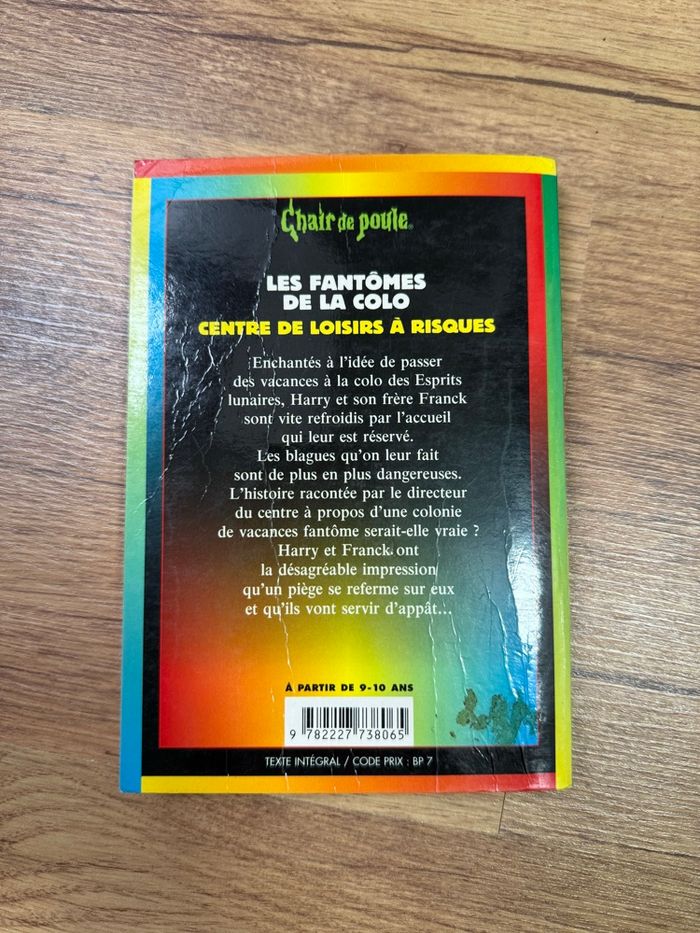 Chair de poule®
LES FANTÔMES
DE LA COLO
CENTRE DE LOISIRS À RISQUES
Enchantés à l'idée de passer
des vacances à la colo des Esprits
lunaires, Harry et son frère Franck
sont vite refroidis par l'accueil
qui leur est réservé.
Les blagues qu'on leur fait
sont de plus en plus dangereuses.
L'histoire racontée par le directeur
du centre à propos d'une colonie
de vacances fantôme serait-elle vraie ?
Harry et Franck ont
la désagréable impression
qu'un piège se referme sur eux
et qu'ils vont servir d'appât...
À PARTIR DE 9-10 ANS
9 782227 738065
TEXTE INTÉGRAL / CODE PRIX : BP 7